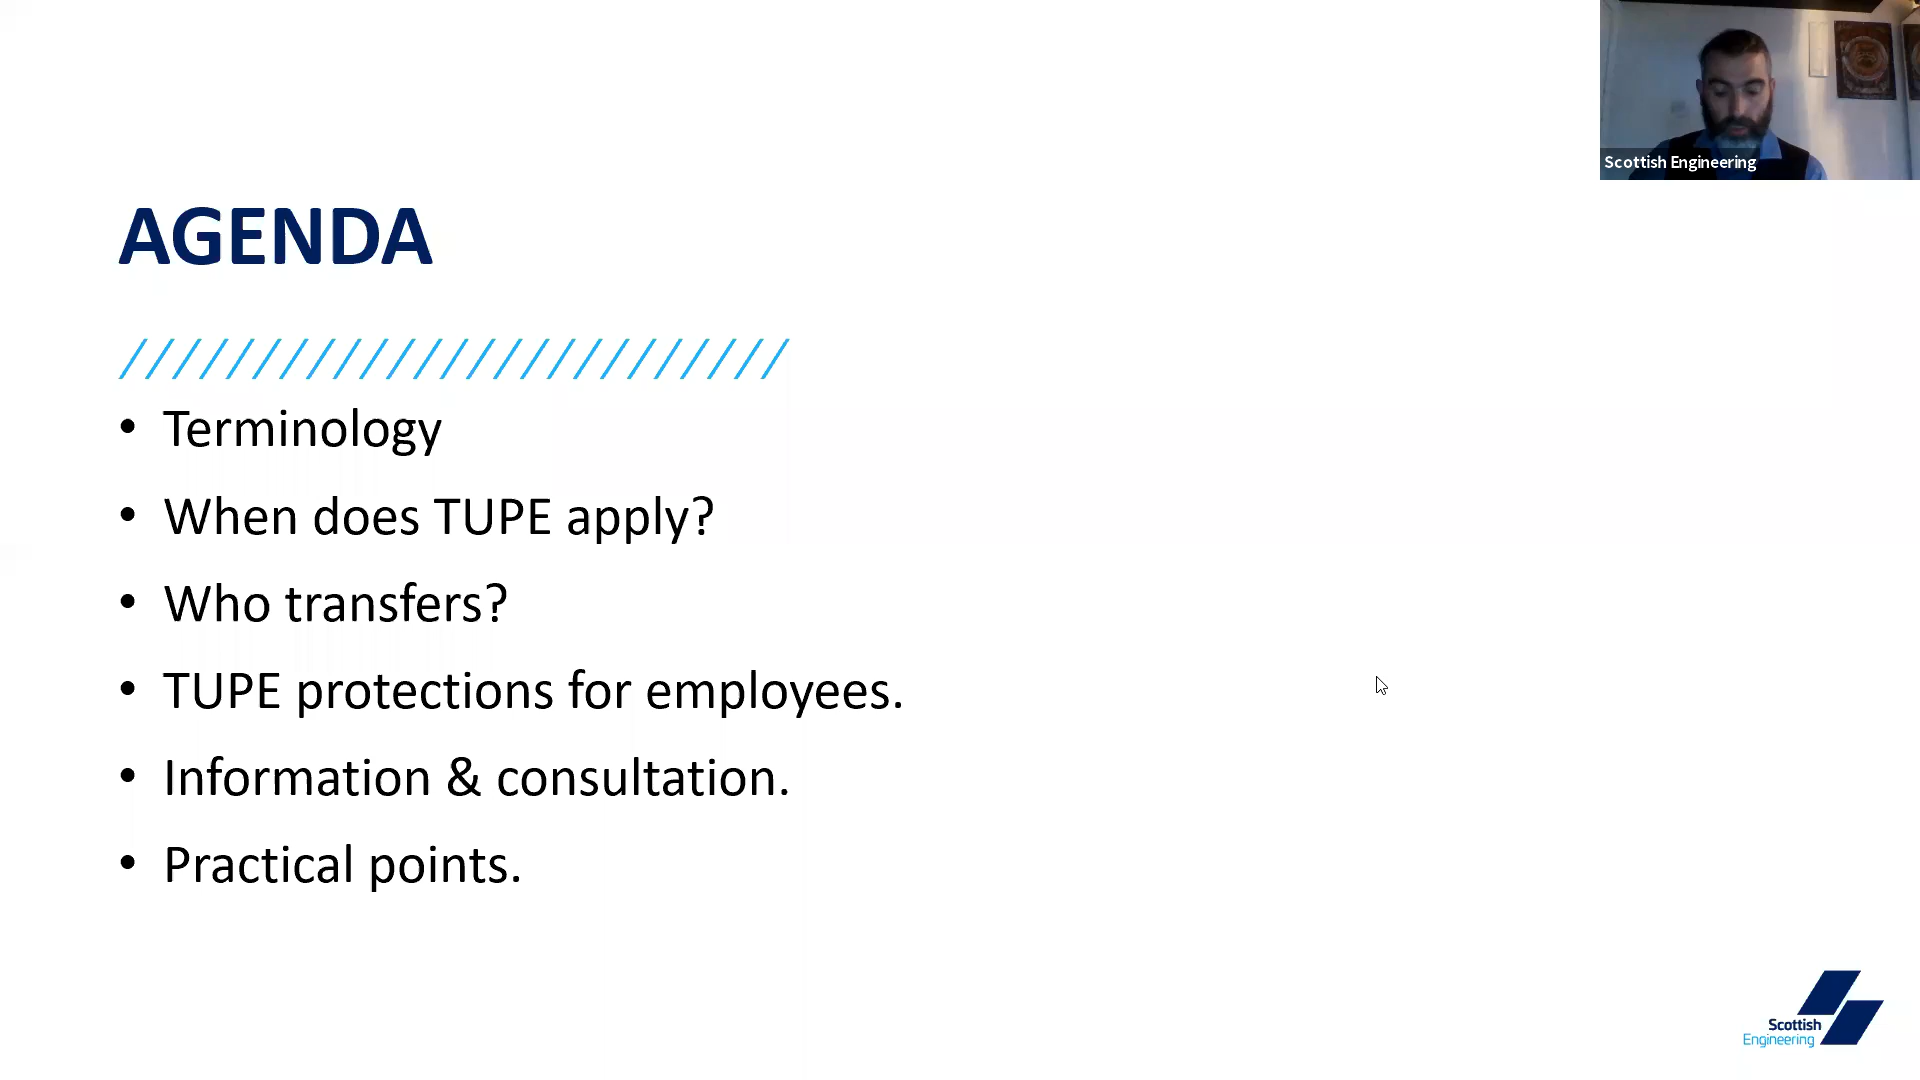 Scottish Engineering
AGENDA
• Terminology
• When does TUPE apply?
• Who transfers?
• TUPE protections for employees.
• Information & consultation.
• Practical points.
Scottish
Engineering